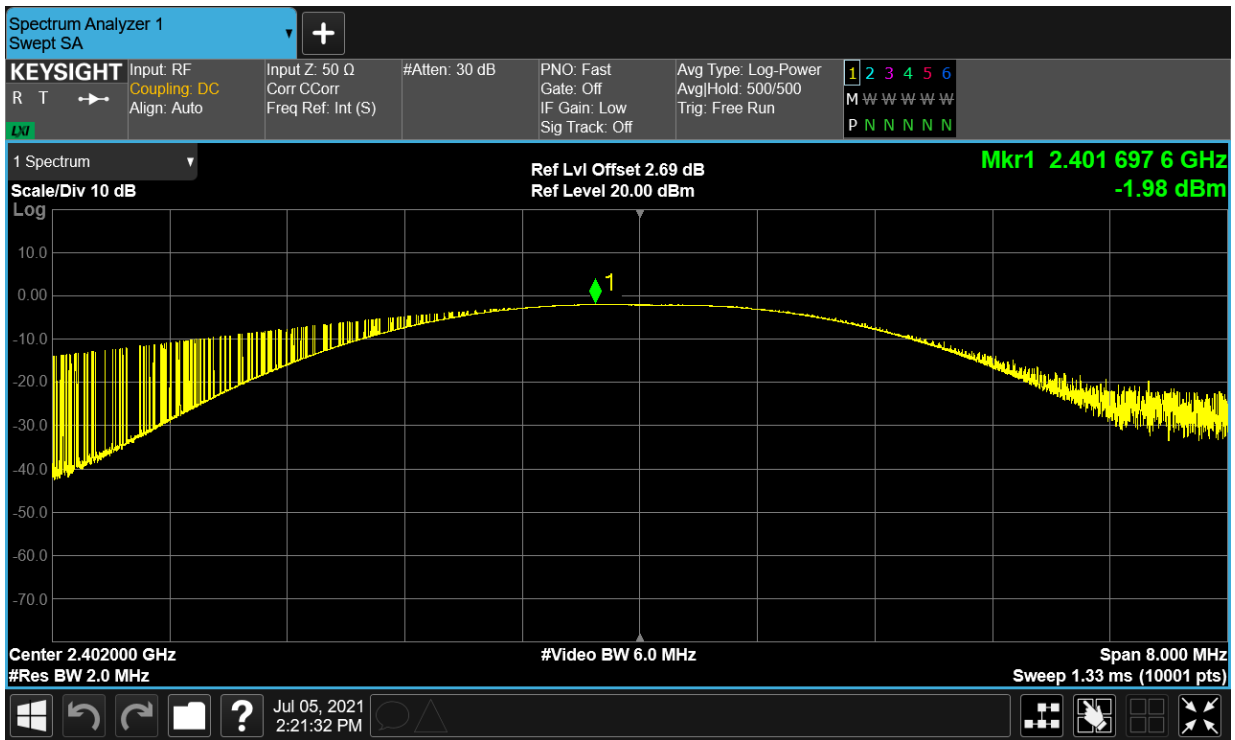 Spectrum Analyzer 1
Swept SA
+
KEYSIGHT
R T
LXI
Input: RF
Coupling: DC
Align: Auto
Input Z: 50 Ω
Corr CCorr
Freq Ref: Int (S)
#Atten: 30 dB
PNO: Fast
Gate: Off
IF Gain: Low
Sig Track: Off
Avg Type: Log-Power
Avg|Hold: 500/500
Trig: Free Run
1 2 3 4 5 6
M W W W W W
P N N N N N
1 Spectrum
Scale/Div 10 dB
Log
Ref Lvl Offset 2.69 dB
Ref Level 20.00 dBm
Mkr1 2.401 697 6 GHz
-1.98 dBm
1
10.0
0.00
-10.0
-20.0
-30.0
-40.0
-50.0
-60.0
-70.0
Center 2.402000 GHz
#Res BW 2.0 MHz
#Video BW 6.0 MHz
Span 8.000 MHz
Sweep 1.33 ms (10001 pts)
?
Jul 05, 2021
2:21:32 PM